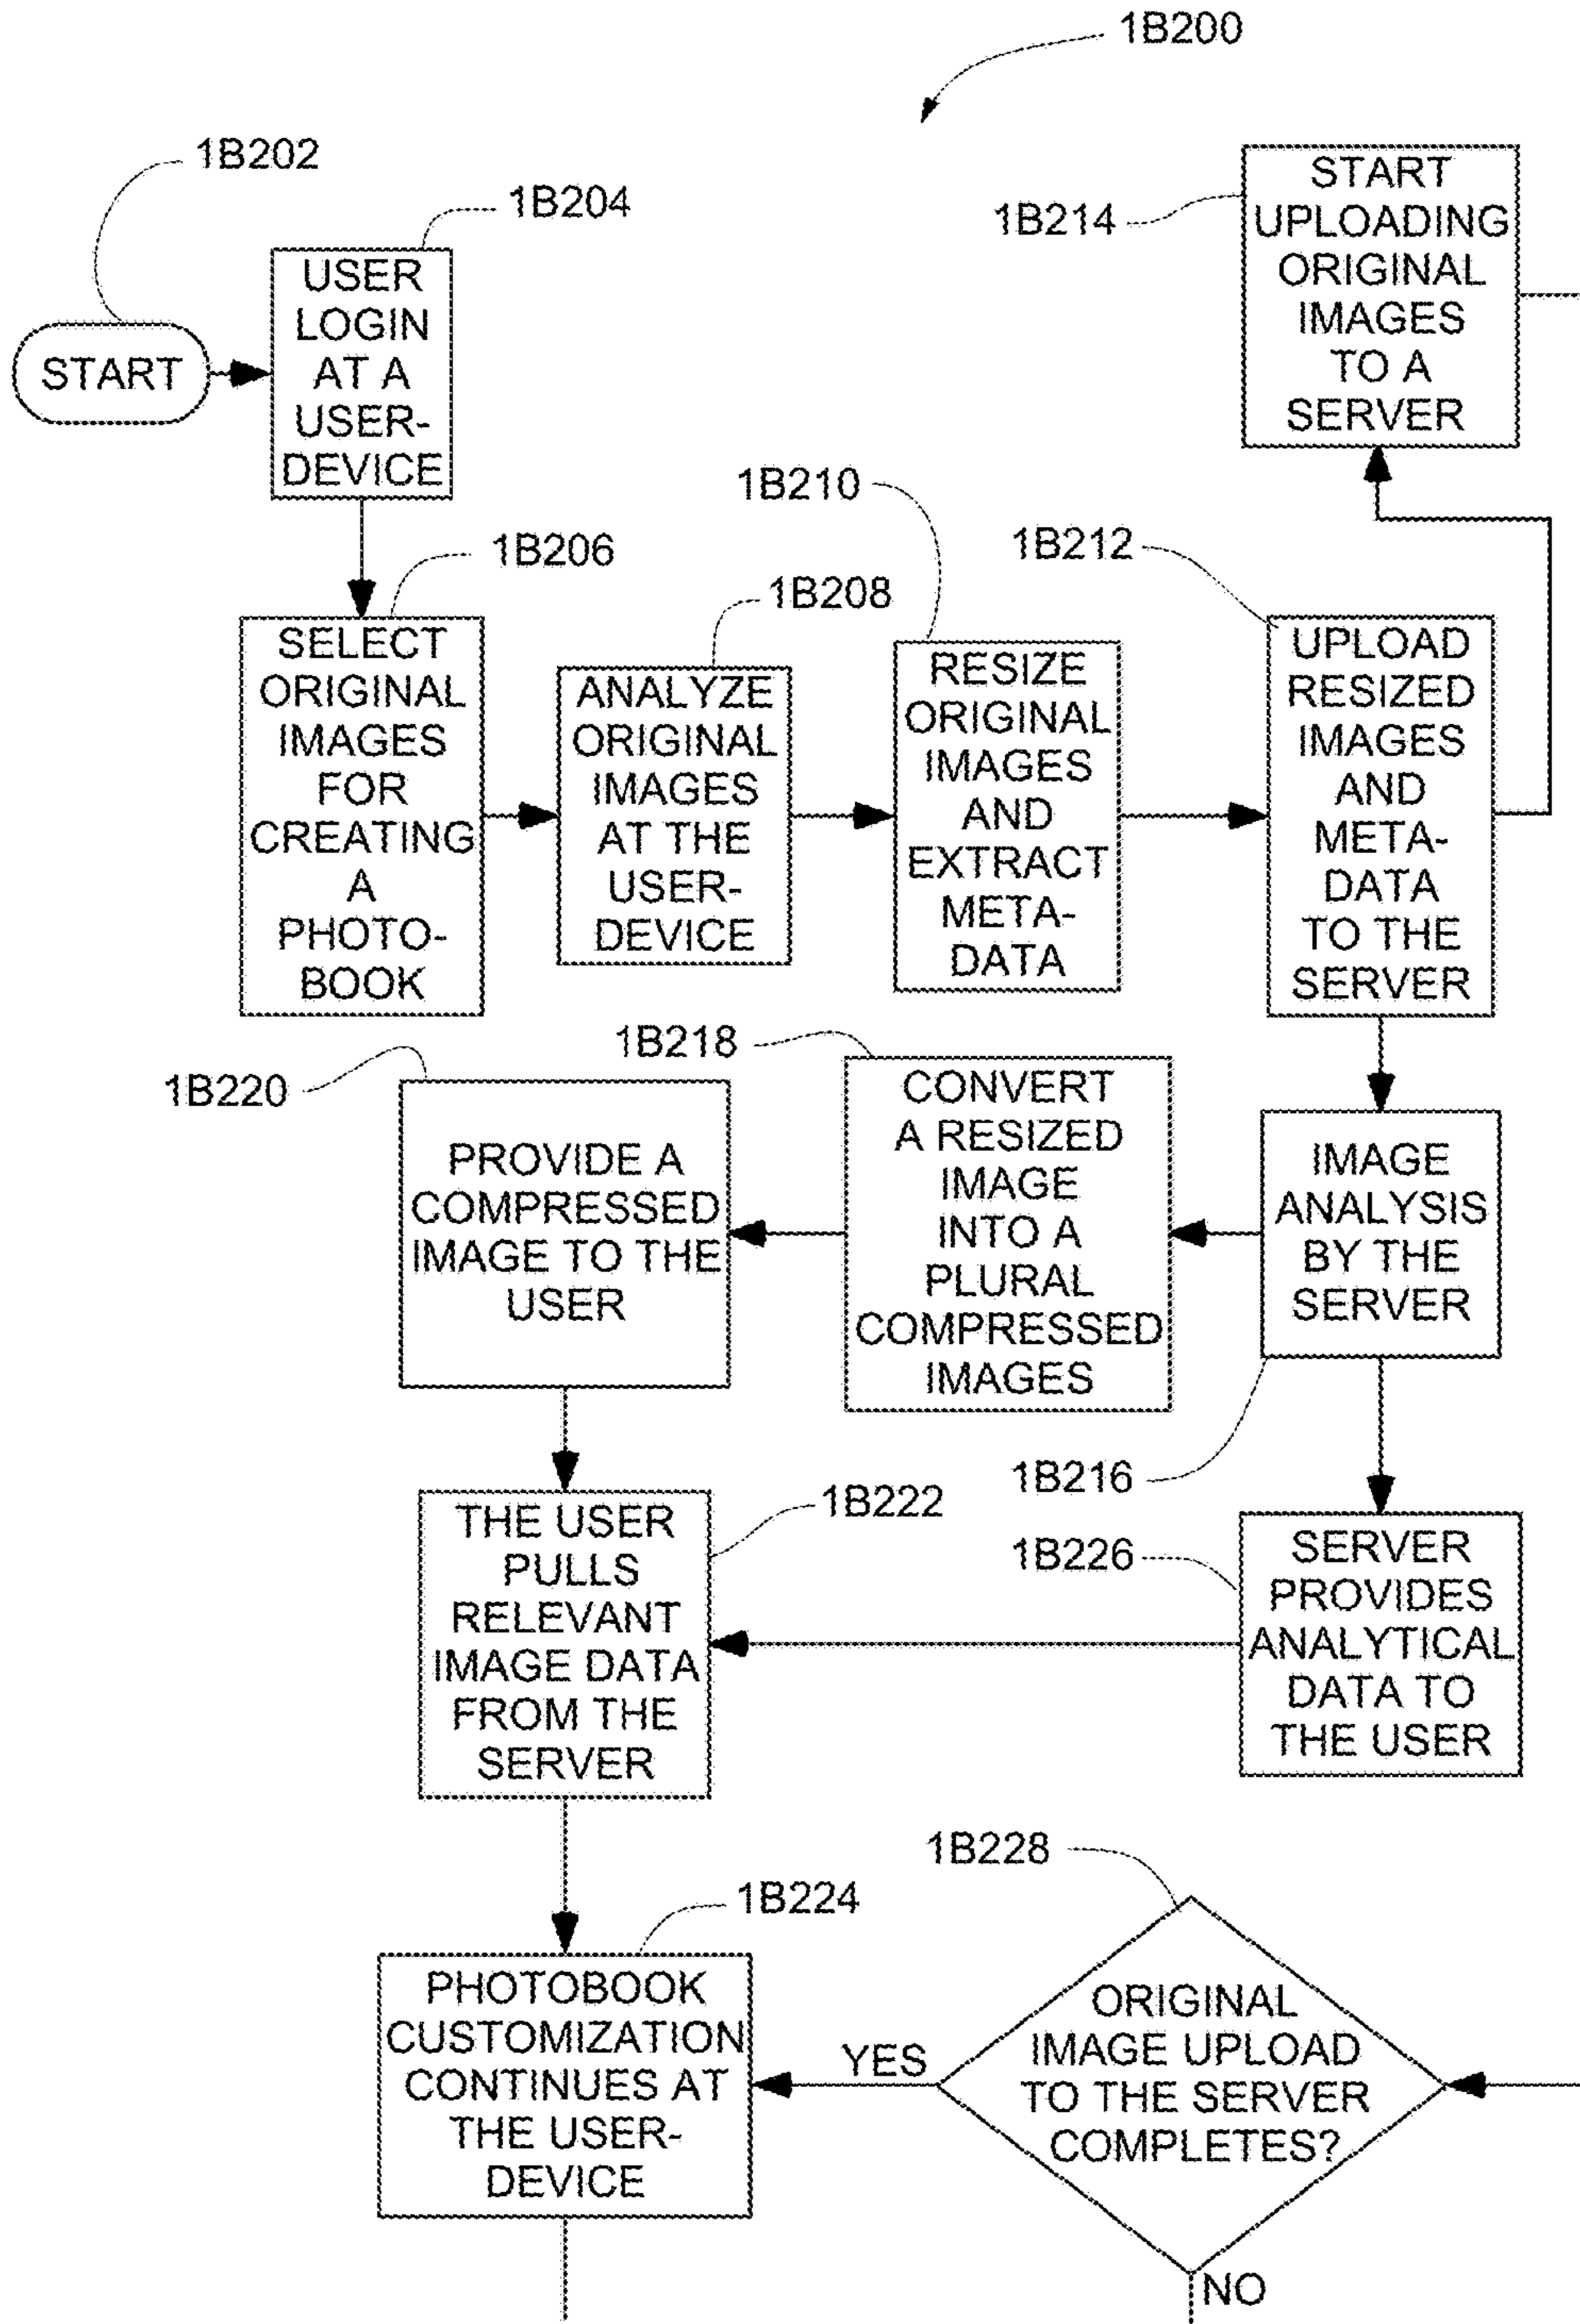 1B200
1B202
START
1B204
USER
LOGIN
AT A
USER-
DEVICE
1B214
START
UPLOADING
ORIGINAL
IMAGES
TO A
SERVER
1B206
SELECT
ORIGINAL
IMAGES
FOR
CREATING
A
PHOTO-
BOOK
1B208
ANALYZE
ORIGINAL
IMAGES
AT THE
USER-
DEVICE
1B210
RESIZE
ORIGINAL
IMAGES
AND
EXTRACT
META-
DATA
1B212
UPLOAD
RESIZED
IMAGES
AND
META-
DATA
TO THE
SERVER
1B220
PROVIDE A
COMPRESSED
IMAGE TO THE
USER
1B218
CONVERT
A RESIZED
IMAGE
INTO A
PLURAL
COMPRESSED
IMAGES
IMAGE
ANALYSIS
BY THE
SERVER
1B216
1B222
THE USER
PULLS
RELEVANT
IMAGE DATA
FROM THE
SERVER
1B226
SERVER
PROVIDES
ANALYTICAL
DATA TO
THE USER
1B224
PHOTOBOOK
CUSTOMIZATION
CONTINUES AT
THE USER-
DEVICE
1B228
YES
ORIGINAL
IMAGE UPLOAD
TO THE SERVER
COMPLETES?
NO